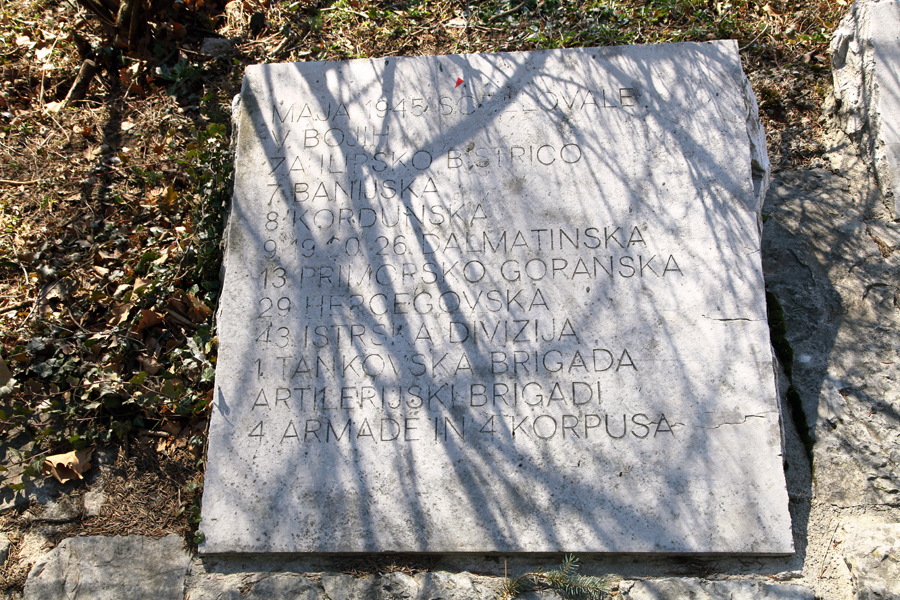 MAJA 1945 SODELOVALE
V BOJIH
ZA ILIRSKO BISTRICO
7 BANIJSKA
8 KORDUNSKA
9 19 20 26 DALMATINSKA
13 PRIMORSKO GORANSKA
29 HERCEGOVSKA
43 ISTRSKA DIVIZIJA
1 TANKOVSKA BRIGADA
ARTILERIJSKI BRIGADI
4 ARMADE IN 4 KORPUSA